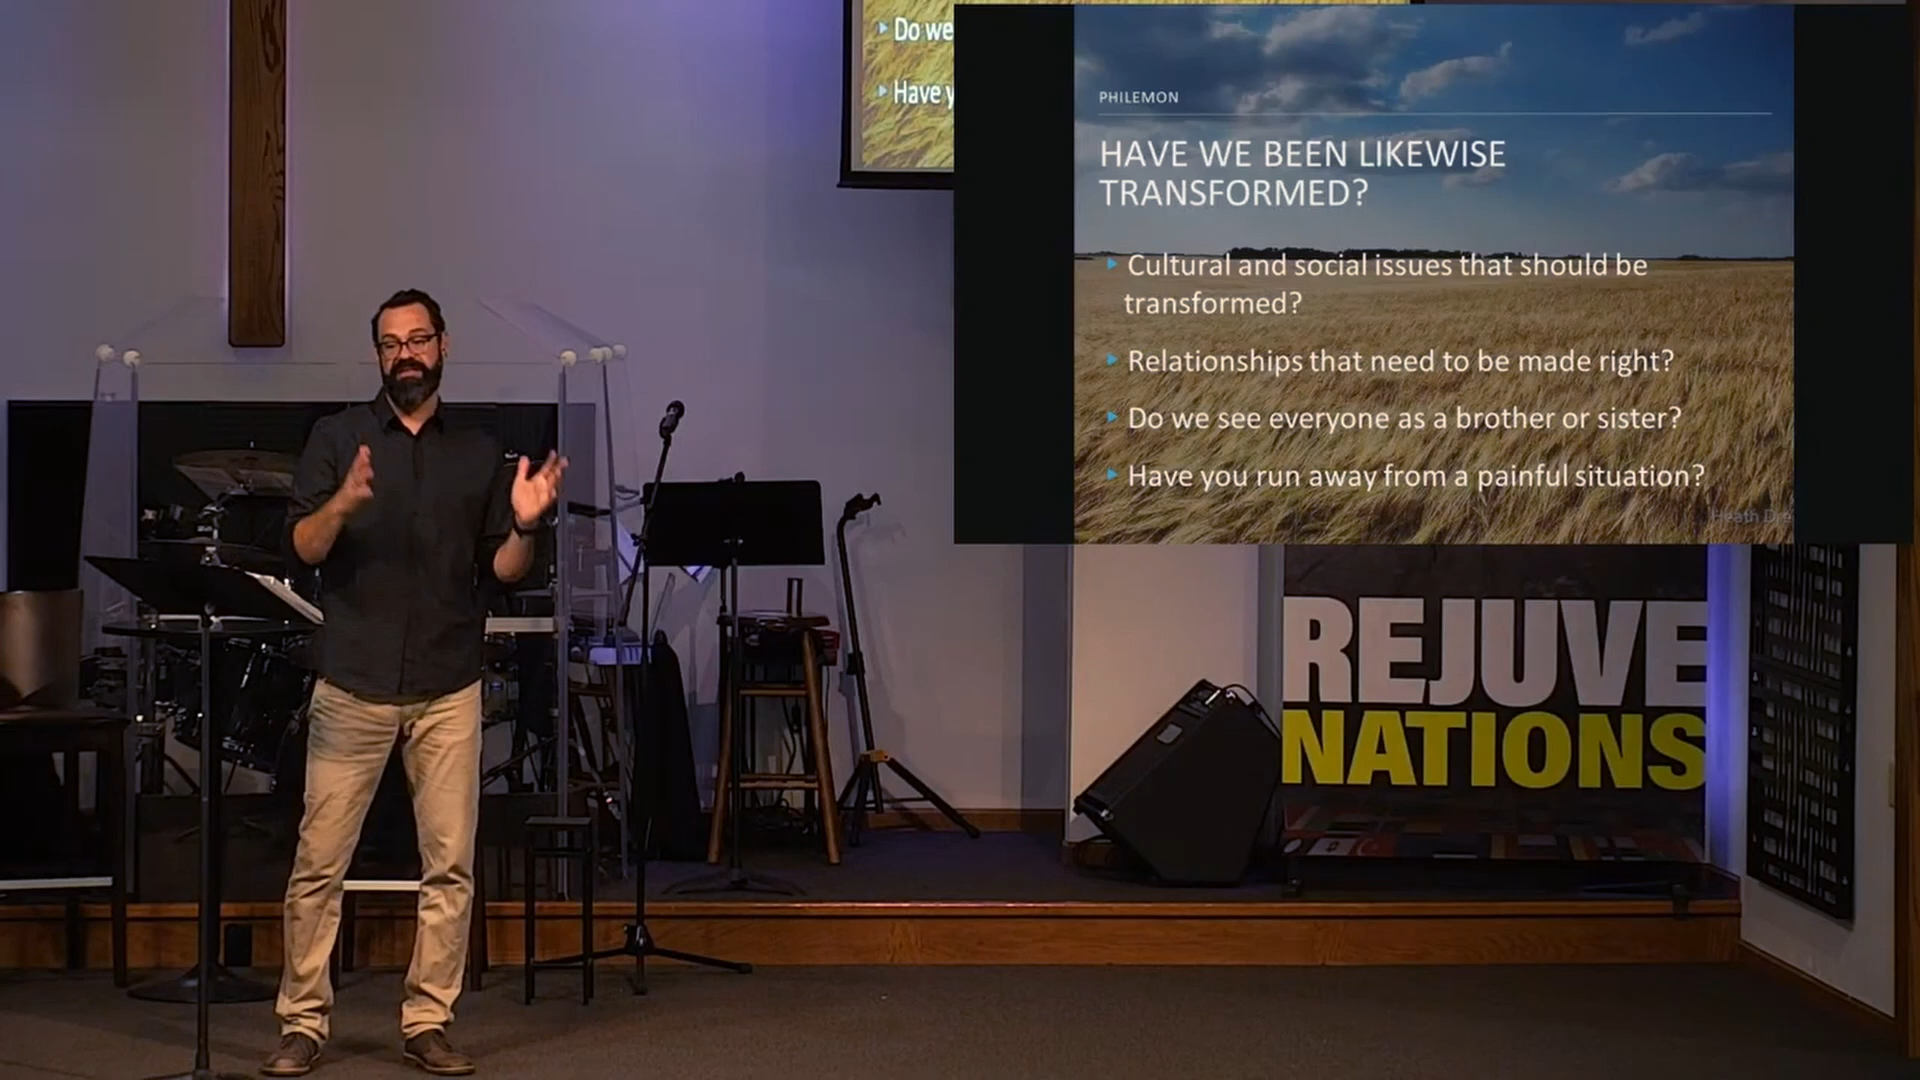 Do we
Have y
PHILEMON
HAVE WE BEEN LIKEWISE
TRANSFORMED?
Cultural and social issues that should be
transformed?
Relationships that need to be made right?
Do we see everyone as a brother or sister?
Have you run away from a painful situation?
Heath
REJUVE
NATIONS